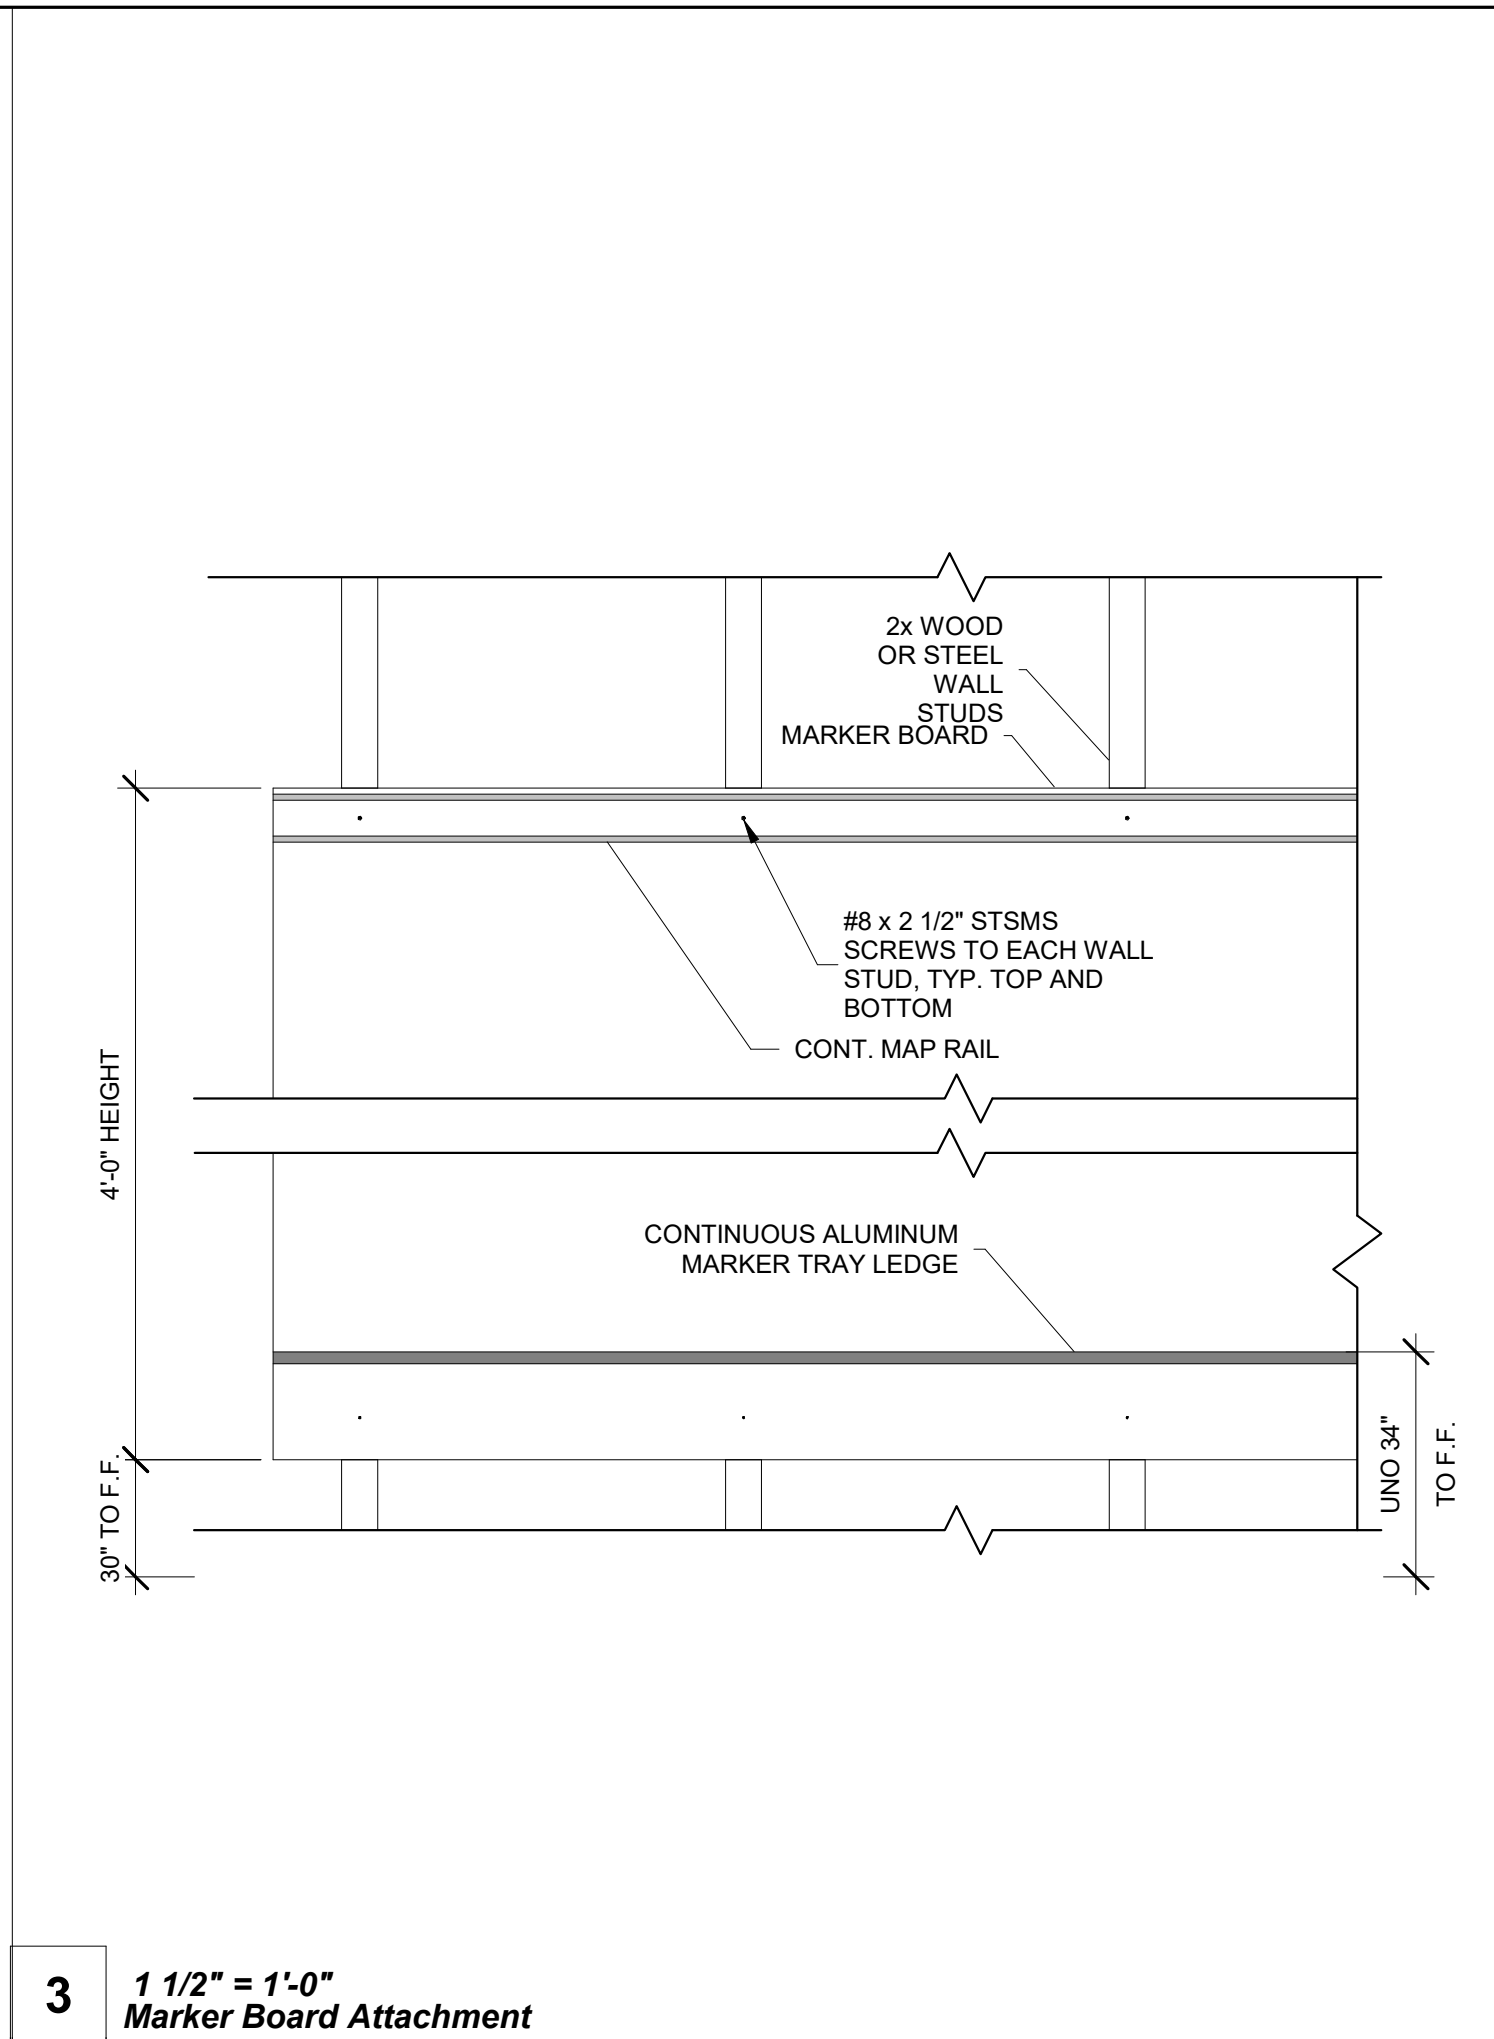 2x WOOD
OR STEEL
WALL
STUDS
MARKER BOARD
#8 x 2 1/2" STSMS
SCREWS TO EACH WALL
STUD, TYP. TOP AND
BOTTOM
CONT. MAP RAIL
4'-0" HEIGHT
CONTINUOUS ALUMINUM
MARKER TRAY LEDGE
30" TO F.F.
UNO 34"
TO F.F.
3
1 1/2" = 1'-0"
Marker Board Attachment